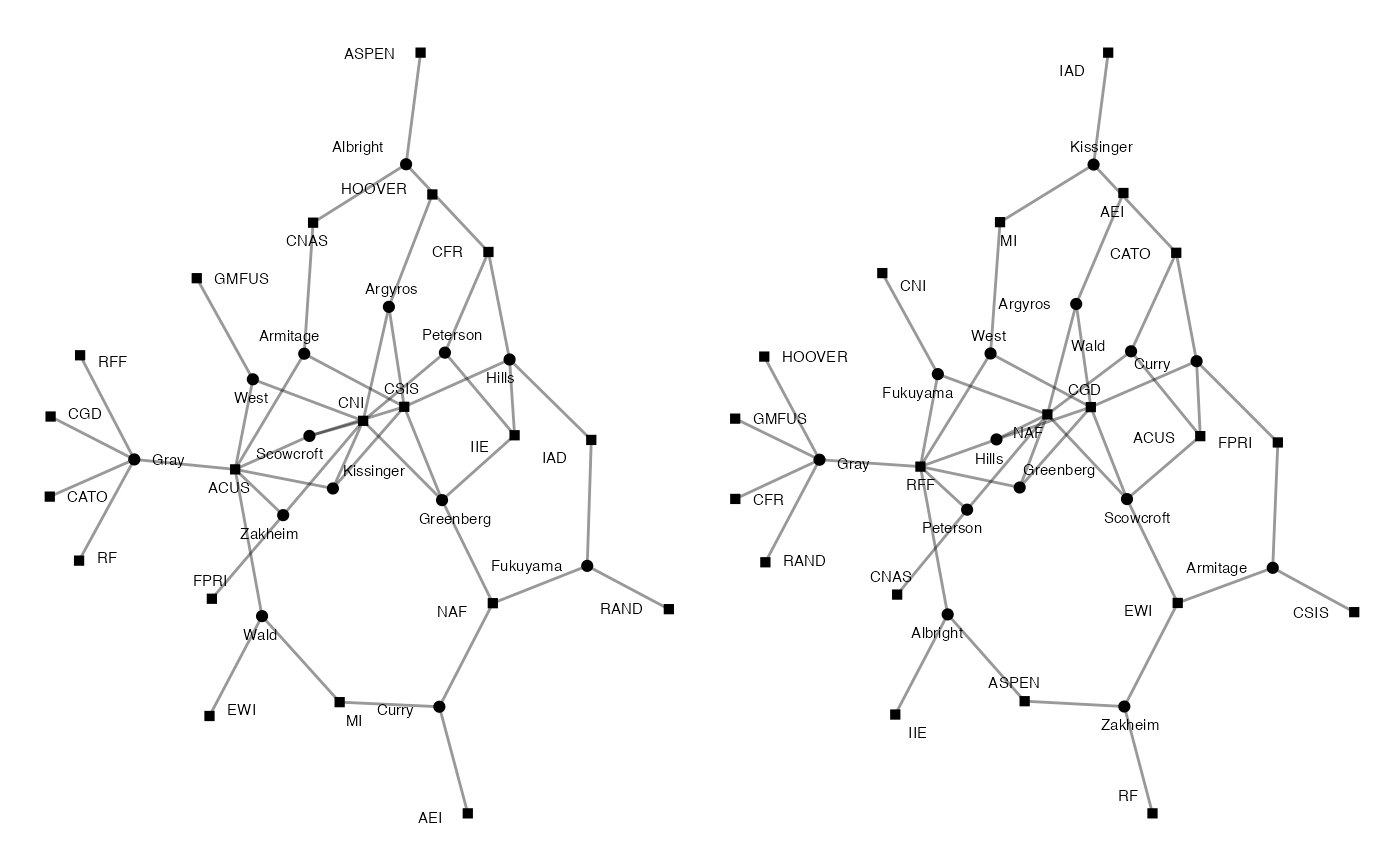 ASPEN
Albright
HOOVER
CNAS
CFR
GMFUS
Argyros
Armitage
Peterson
RFF
West
Hills
CSIS
CNI
CGD
Scowcroft
IIE
Gray
IAD
Kissinger
ACUS
CATO
Greenberg
Zakheim
RF
Fukuyama
FPRI
NAF
RAND
Wald
EWI
MI
Curry
AEI
IAD
Kissinger
AEI
MI
CATO
CNI
Argyros
West
Wald
HOOVER
Curry
Fukuyama
CGD
GMFUS
NAF
ACUS
FPRI
Hills
Gray
Greenberg
RFF
CFR
Scowcroft
Peterson
RAND
Armitage
CNAS
EWI
CSIS
Albright
ASPEN
IIE
Zakheim
RF